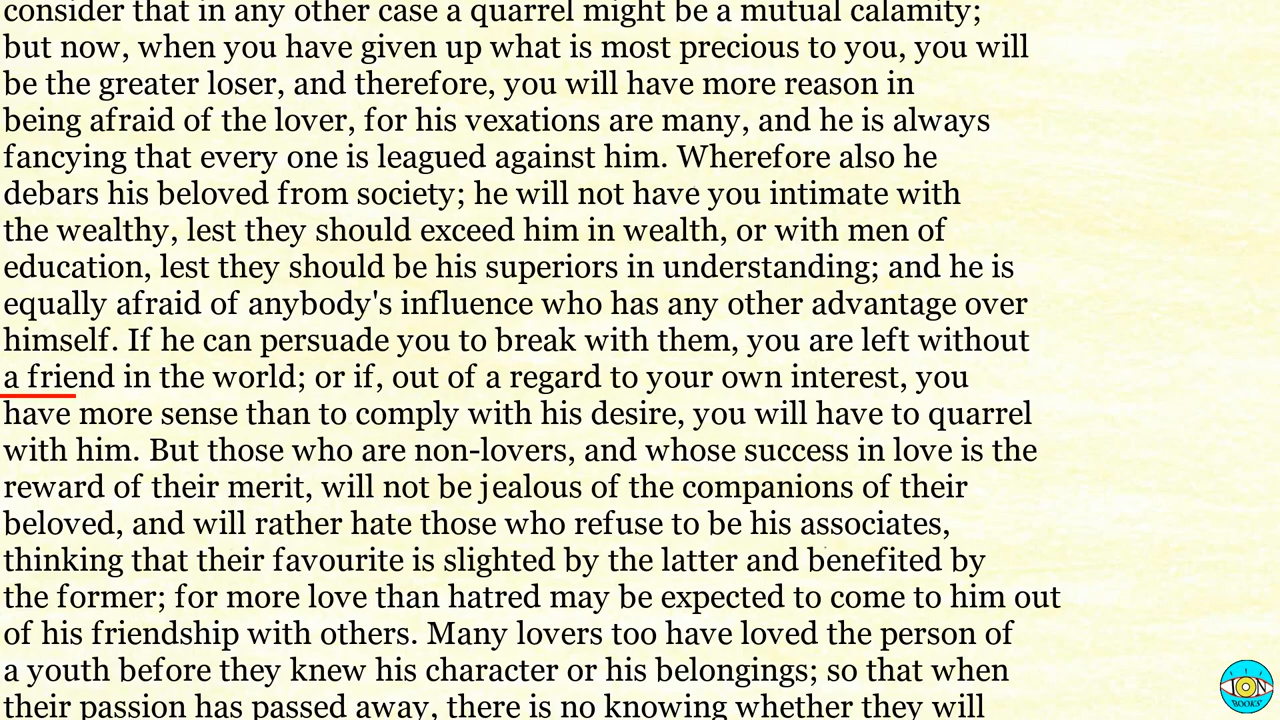 consider that in any other case a quarrel might be a mutual calamity;
but now, when you have given up what is most precious to you, you will
be the greater loser, and therefore, you will have more reason in
being afraid of the lover, for his vexations are many, and he is always
fancying that every one is leagued against him. Wherefore also he
debars his beloved from society; he will not have you intimate with
the wealthy, lest they should exceed him in wealth, or with men of
education, lest they should be his superiors in understanding; and he is
equally afraid of anybody's influence who has any other advantage over
himself. If he can persuade you to break with them, you are left without
a friend in the world; or if, out of a regard to your own interest, you
have more sense than to comply with his desire, you will have to quarrel
with him. But those who are non-lovers, and whose success in love is the
reward of their merit, will not be jealous of the companions of their
beloved, and will rather hate those who refuse to be his associates,
thinking that their favourite is slighted by the latter and benefited by
the former; for more love than hatred may be expected to come to him out
of his friendship with others. Many lovers too have loved the person of
a youth before they knew his character or his belongings; so that when
their passion has passed away, there is no knowing whether they will
ION
BOOKS